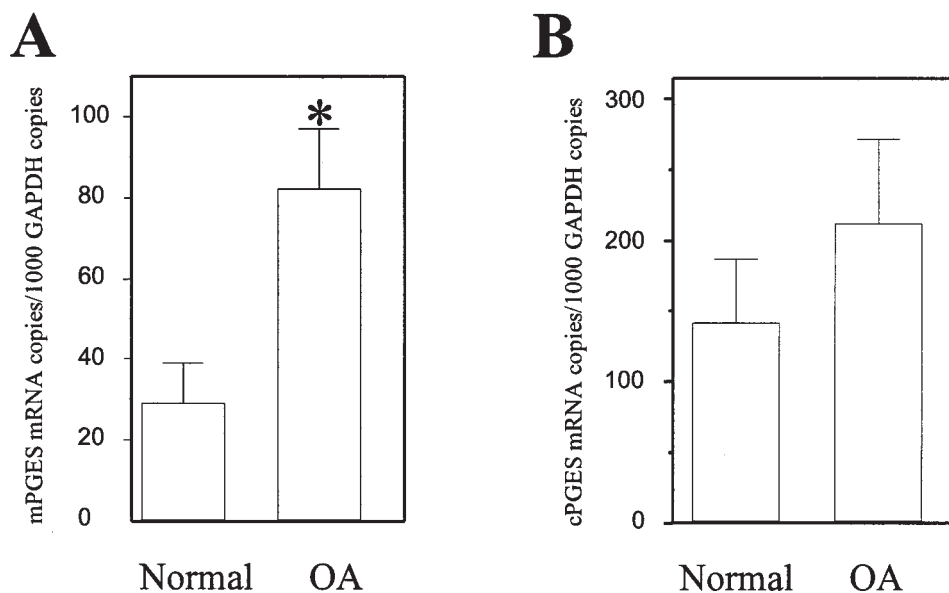 A
mPGES mRNA copies/1000 GAPDH copies
100
80
60
40
20
0
*
Normal OA
B
cPGES mRNA copies/1000 GAPDH copies
300
200
100
0
Normal OA